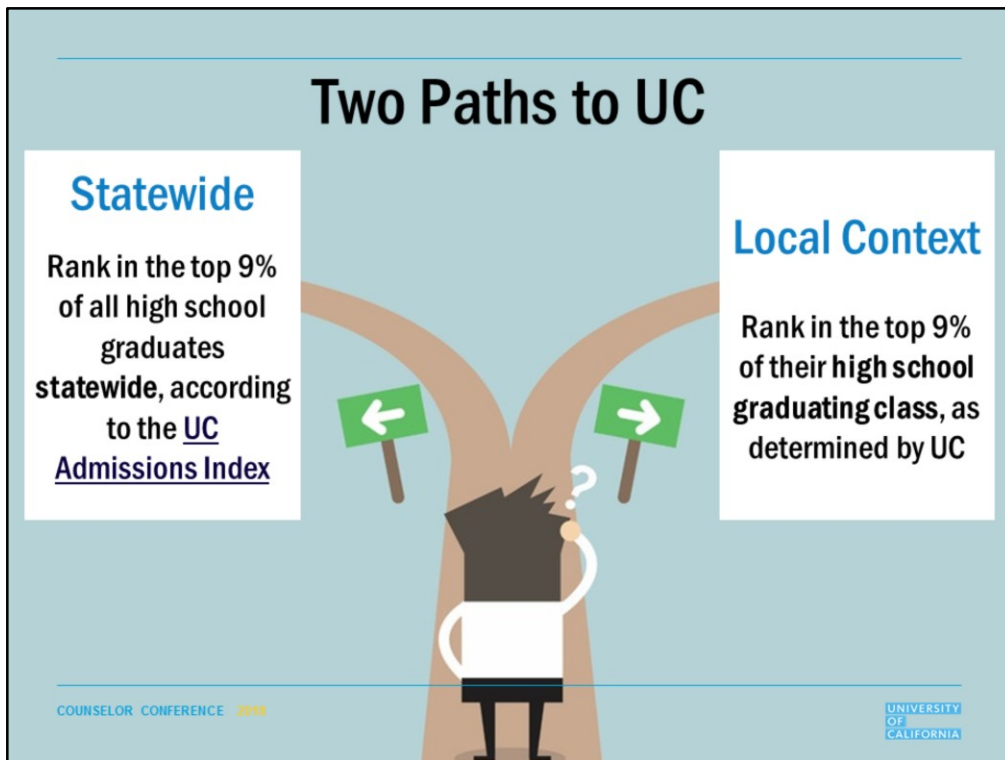 Two Paths to UC
Statewide
Rank in the top 9%
of all high school
graduates
statewide, according
to the UC
Admissions Index
Local Context
Rank in the top 9%
of their high school
graduating class, as
determined by UC
?
COUNSELOR CONFERENCE
UNIVERSITY
OF
CALIFORNIA